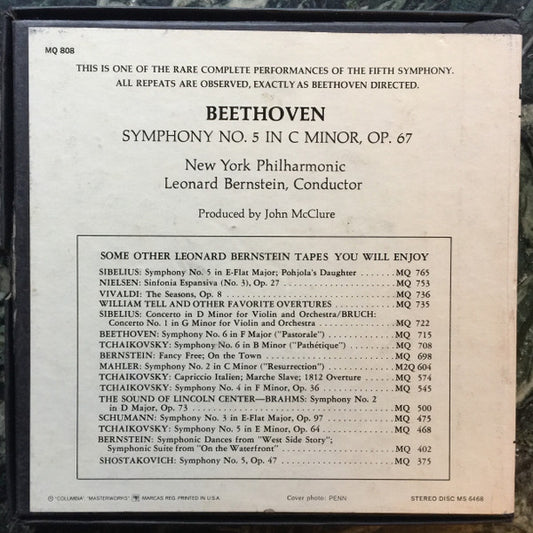 MQ 808
THIS IS ONE OF THE RARE COMPLETE PERFORMANCES OF THE FIFTH SYMPHONY.
ALL REPEATS ARE OBSERVED, EXACTLY AS BEETHOVEN DIRECTED.
BEETHOVEN
SYMPHONY NO. 5 IN C MINOR, OP. 67
New York Philharmonic
Leonard Bernstein, Conductor
Produced by John McClure
SOME OTHER LEONARD BERNSTEIN TAPES YOU WILL ENJOY
SIBELIUS: Symphony No. 5 in E-Flat Major; Pohjola's Daughter ........ MQ 765
NIELSEN: Sinfonia Espansiva (No. 3), Op. 27 ........ MQ 753
VIVALDI: The Seasons, Op. 8 ........ MQ 736
WILLIAM TELL AND OTHER FAVORITE OVERTURES ........ MQ 735
SIBELIUS: Concerto in D Minor for Violin and Orchestra/BRUCH:
Concerto No. 1 in G Minor for Violin and Orchestra ........ MQ 722
BEETHOVEN: Symphony No. 6 in F Major ("Pastorale") ........ MQ 715
TCHAIKOVSKY: Symphony No. 6 in B Minor ("Pathétique") ........ MQ 708
BERNSTEIN: Fancy Free; On the Town ........ MQ 698
MAHLER: Symphony No. 2 in C Minor ("Resurrection") ........ M2Q 604
TCHAIKOVSKY: Capriccio Italien; Marche Slave; 1812 Overture ........ MQ 574
TCHAIKOVSKY: Symphony No. 4 in F Minor, Op. 36 ........ MQ 545
THE SOUND OF LINCOLN CENTER—BRAHMS: Symphony No. 2
in D Major, Op. 73 ........ MQ 500
SCHUMANN: Symphony No. 3 in E-Flat Major, Op. 97 ........ MQ 475
TCHAIKOVSKY: Symphony No. 5 in E Minor, Op. 64 ........ MQ 468
BERNSTEIN: Symphonic Dances from "West Side Story";
Symphonic Suite from "On the Waterfront" ........ MQ 402
SHOSTAKOVICH: Symphony No. 5, Op. 47 ........ MQ 375
® "COLUMBIA" "MASTERWORKS", MARCAS REG. PRINTED IN U.S.A. Cover photo: PENN STEREO DISC MS 6468